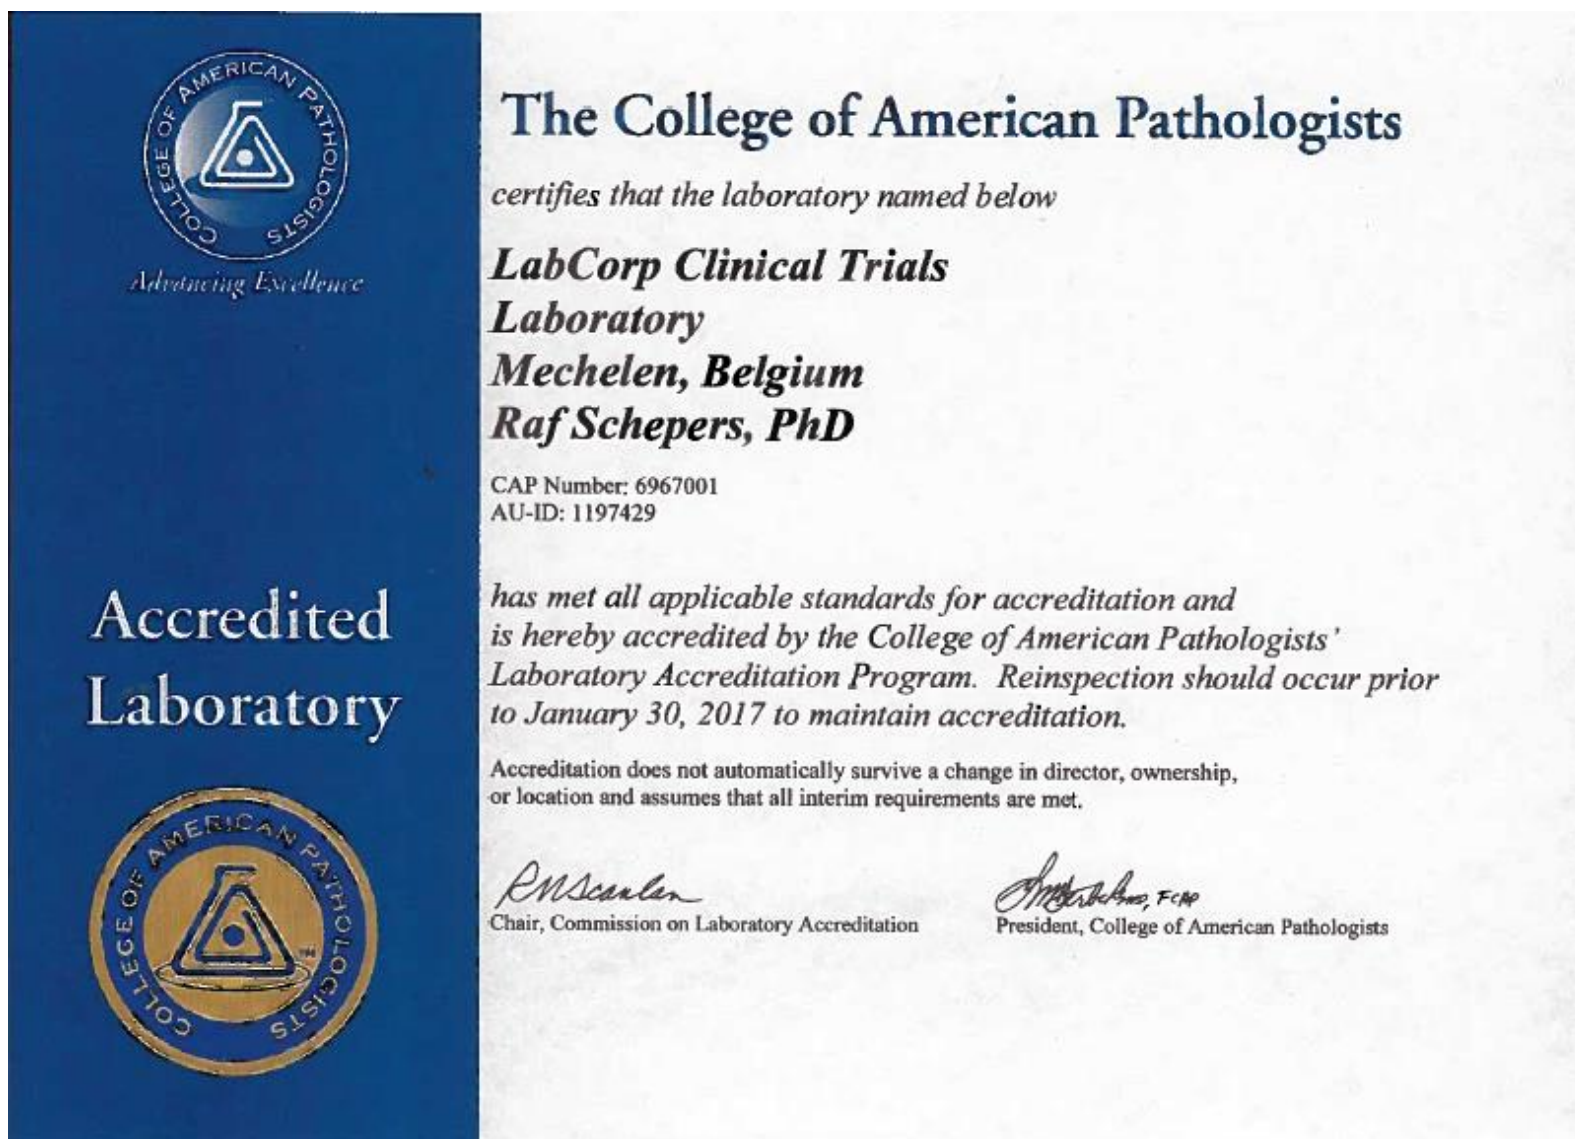 COLLEGE OF AMERICAN PATHOLOGISTS
Advancing Excellence
Accredited
Laboratory
COLLEGE OF AMERICAN PATHOLOGISTS
TM
The College of American Pathologists
certifies that the laboratory named below
LabCorp Clinical Trials
Laboratory
Mechelen, Belgium
Raf Schepers, PhD
CAP Number: 6967001
AU-ID: 1197429
has met all applicable standards for accreditation and
is hereby accredited by the College of American Pathologists’
Laboratory Accreditation Program. Reinspection should occur prior
to January 30, 2017 to maintain accreditation.
Accreditation does not automatically survive a change in director, ownership,
or location and assumes that all interim requirements are met.
RNScanlan
FCAP
Chair, Commission on Laboratory Accreditation
President, College of American Pathologists